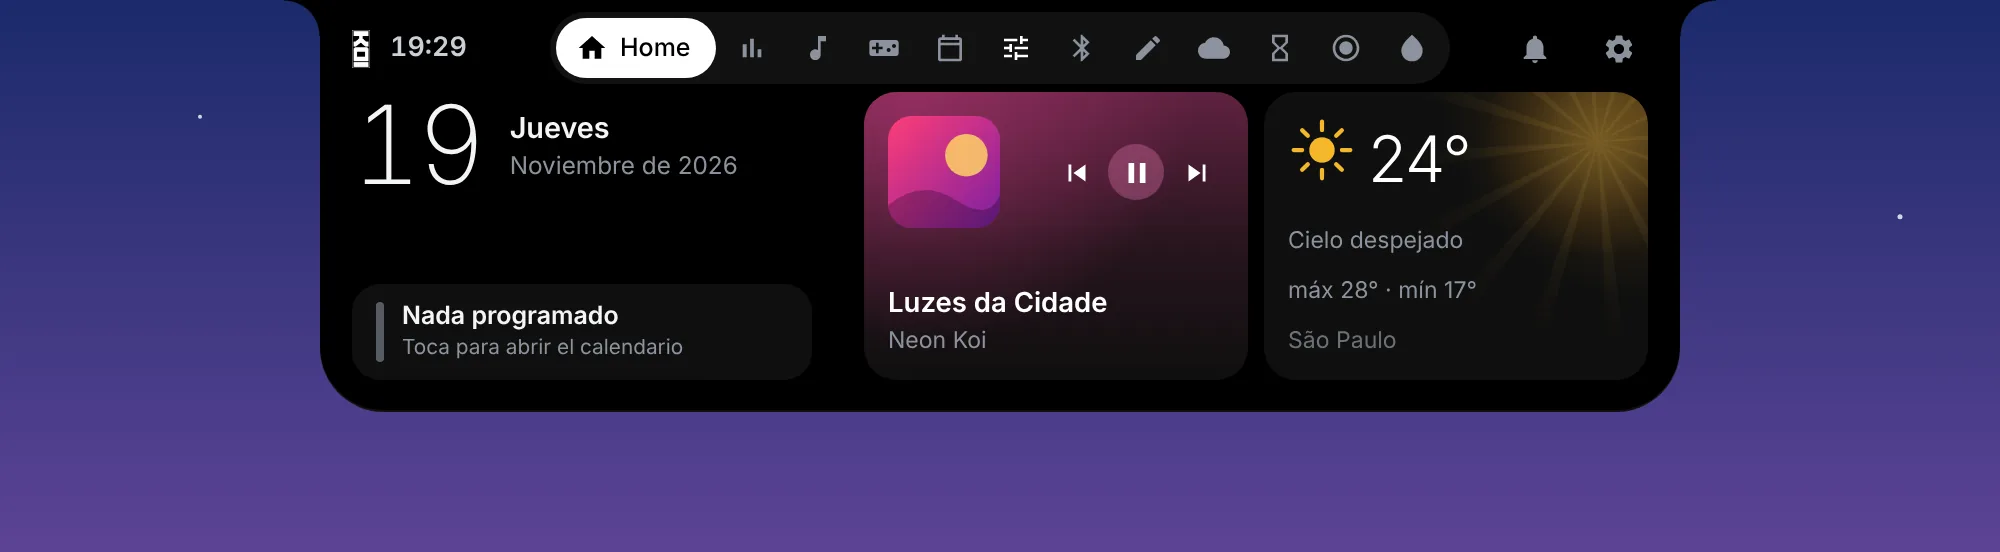 KOI
19:29
Home
19
Jueves
Noviembre de 2026
Nada programado
Toca para abrir el calendario
Luzes da Cidade
Neon Koi
24°
Cielo despejado
máx 28° · mín 17°
São Paulo